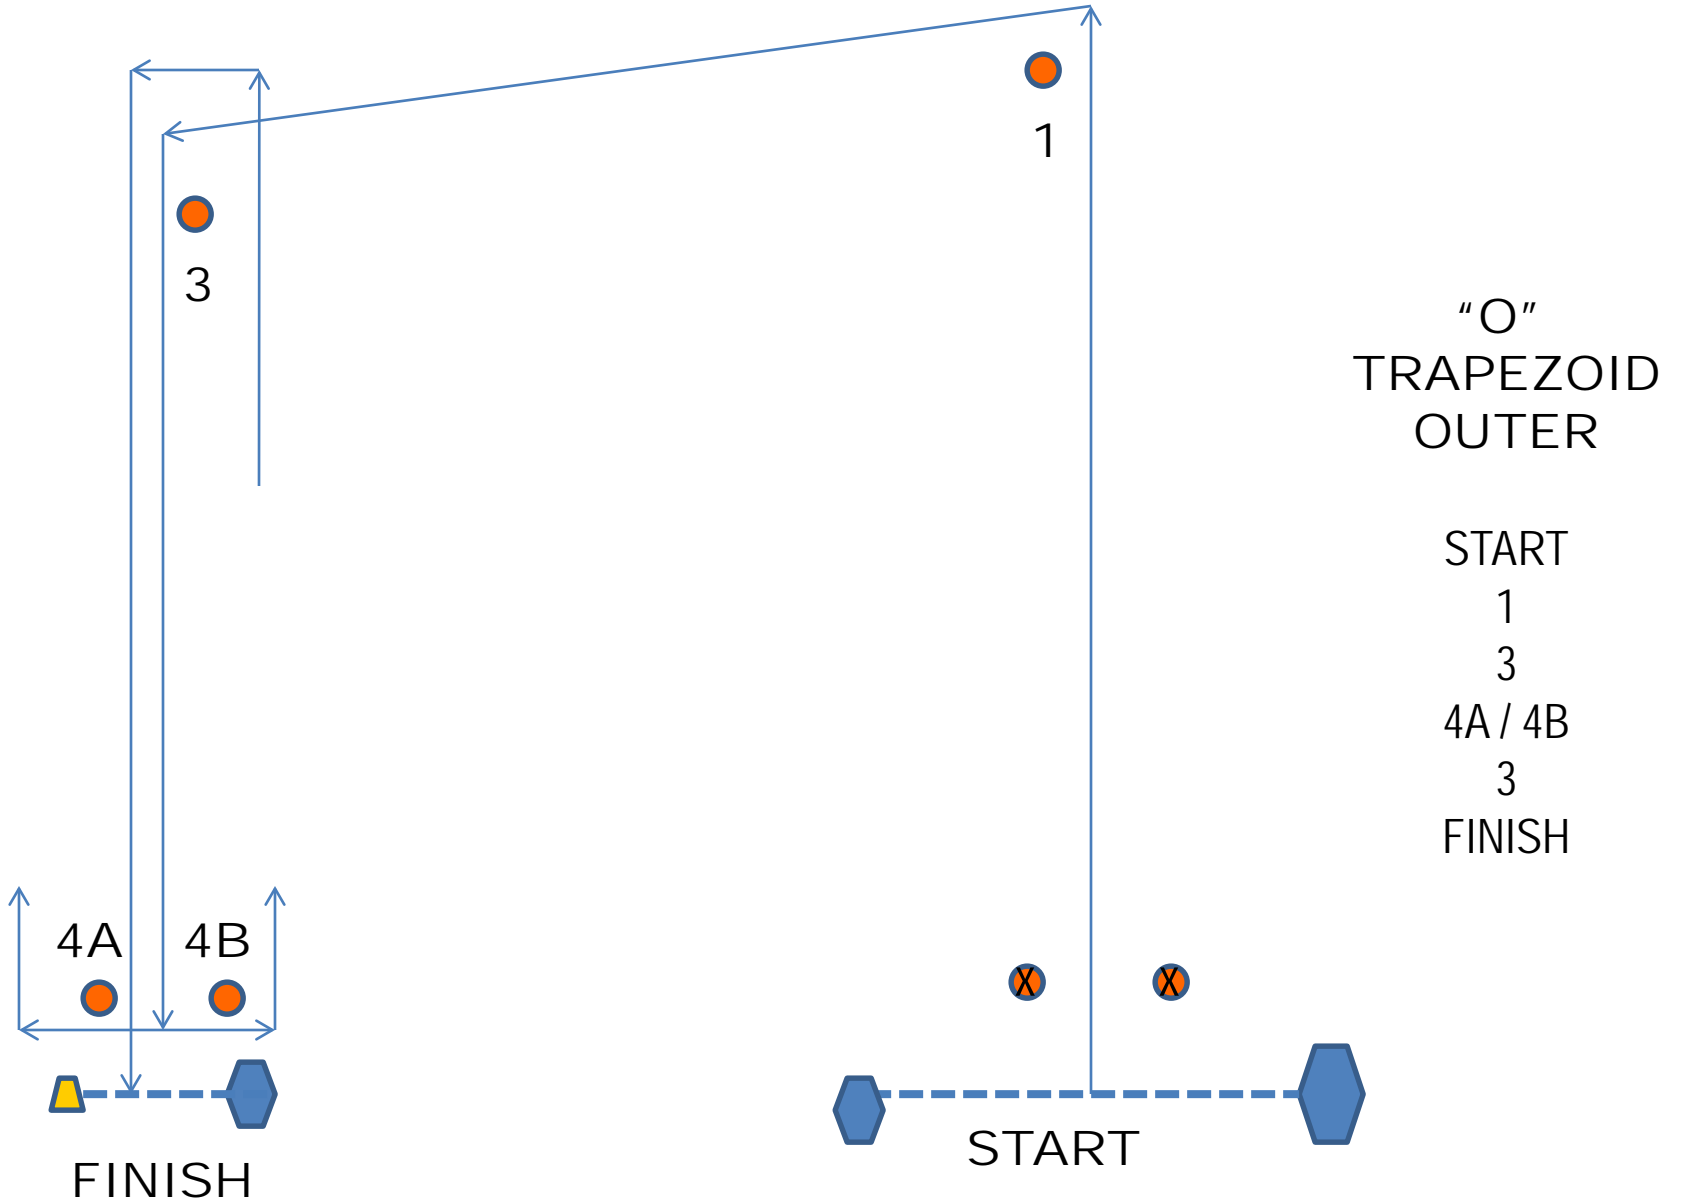 1
3
“O”
TRAPEZOID
OUTER
START
1
3
4A / 4B
3
FINISH
4A 4B
X X
START
FINISH